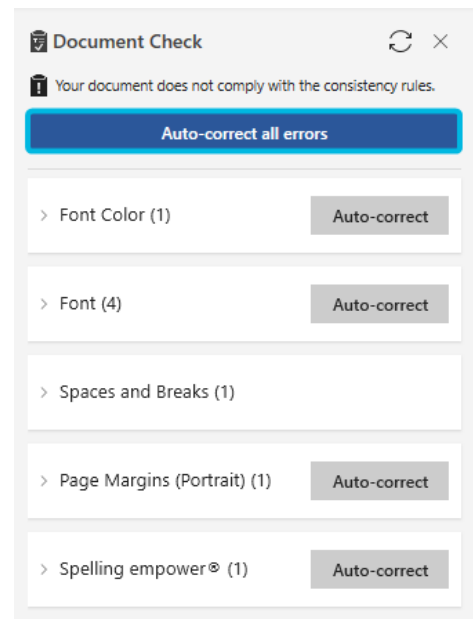 Document Check
Your document does not comply with the consistency rules.
Auto-correct all errors
Font Color (1)
Auto-correct
Font (4)
Auto-correct
Spaces and Breaks (1)
Page Margins (Portrait) (1)
Auto-correct
Spelling empower® (1)
Auto-correct